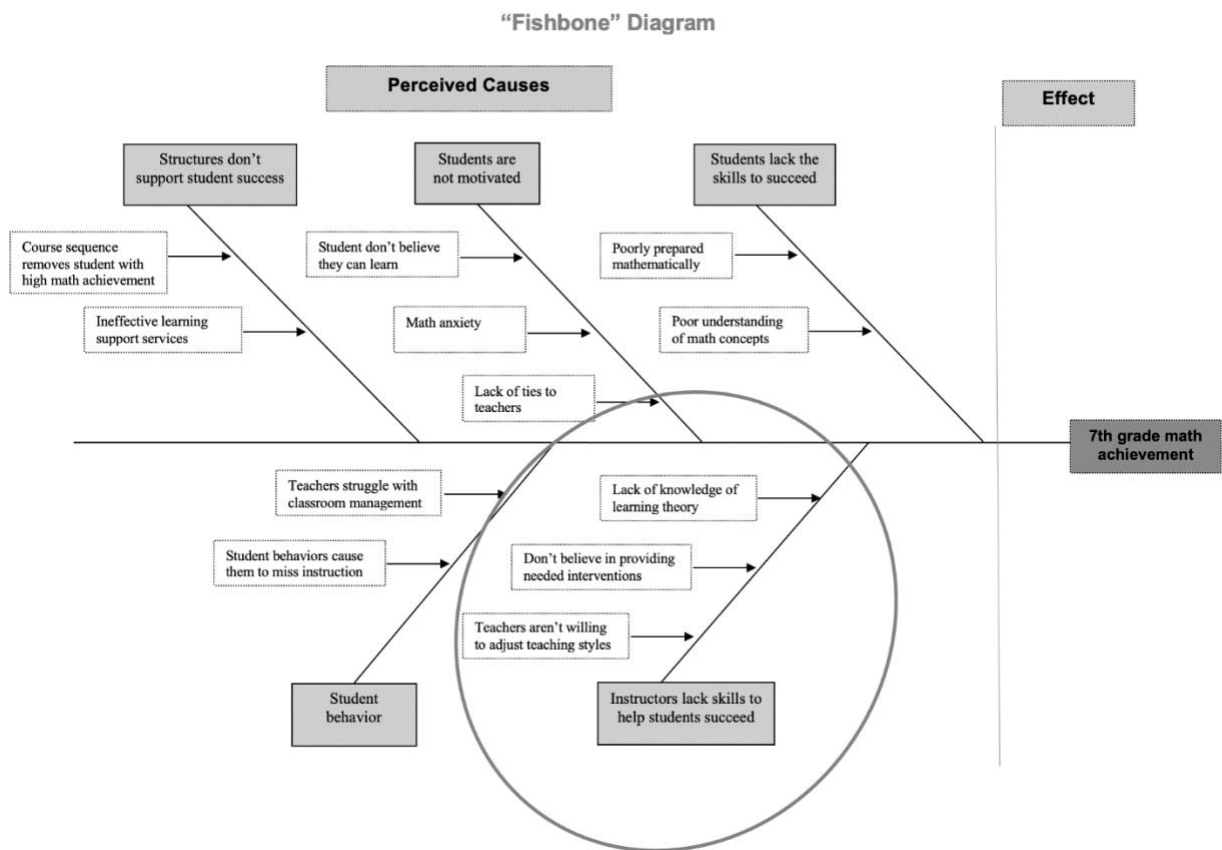 “Fishbone” Diagram
Perceived Causes
Effect
Structures don’t
support student success
Students are
not motivated
Students lack the
skills to succeed
Course sequence
removes student with
high math achievement
Ineffective learning
support services
Student don’t believe
they can learn
Math anxiety
Lack of ties to
teachers
Poorly prepared
mathematically
Poor understanding
of math concepts
7th grade math
achievement
Teachers struggle with
classroom management
Student behaviors cause
them to miss instruction
Student
behavior
Lack of knowledge of
learning theory
Don’t believe in providing
needed interventions
Teachers aren’t willing
to adjust teaching styles
Instructors lack skills to
help students succeed